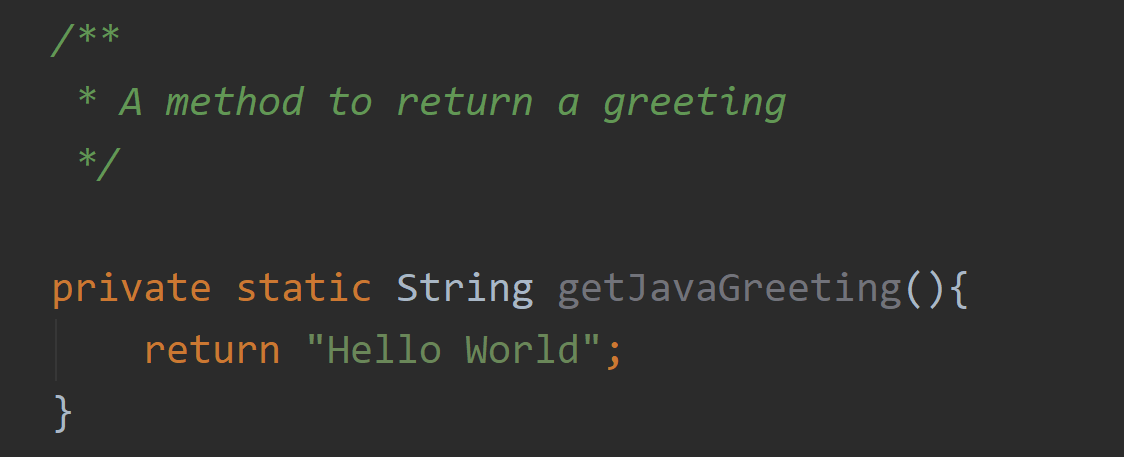 /**
 * A method to return a greeting
 */
private static String getJavaGreeting(){
    return "Hello World";
}